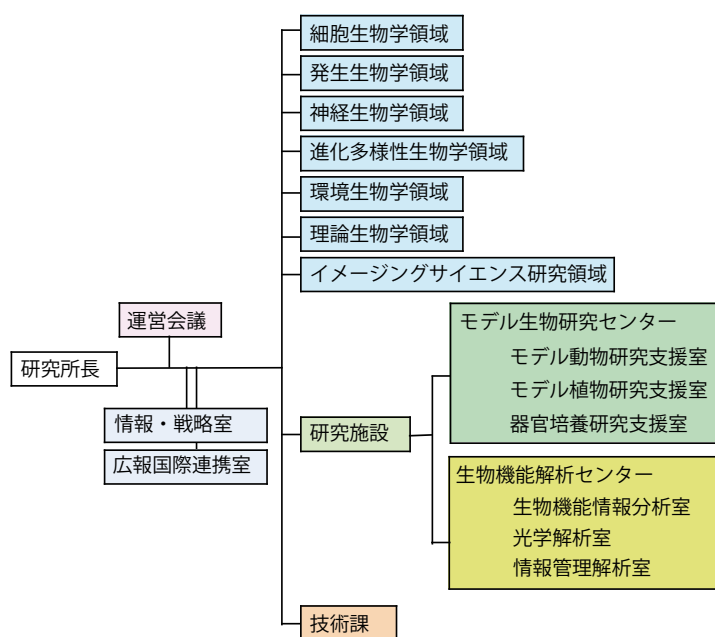 細胞生物学領域
発生生物学領域
神経生物学領域
進化多様性生物学領域
環境生物学領域
理論生物学領域
イメージングサイエンス研究領域
運営会議
研究所長
情報・戦略室
広報国際連携室
研究施設
モデル生物研究センター
モデル動物研究支援室
モデル植物研究支援室
器官培養研究支援室
生物機能解析センター
生物機能情報分析室
光学解析室
情報管理解析室
技術課